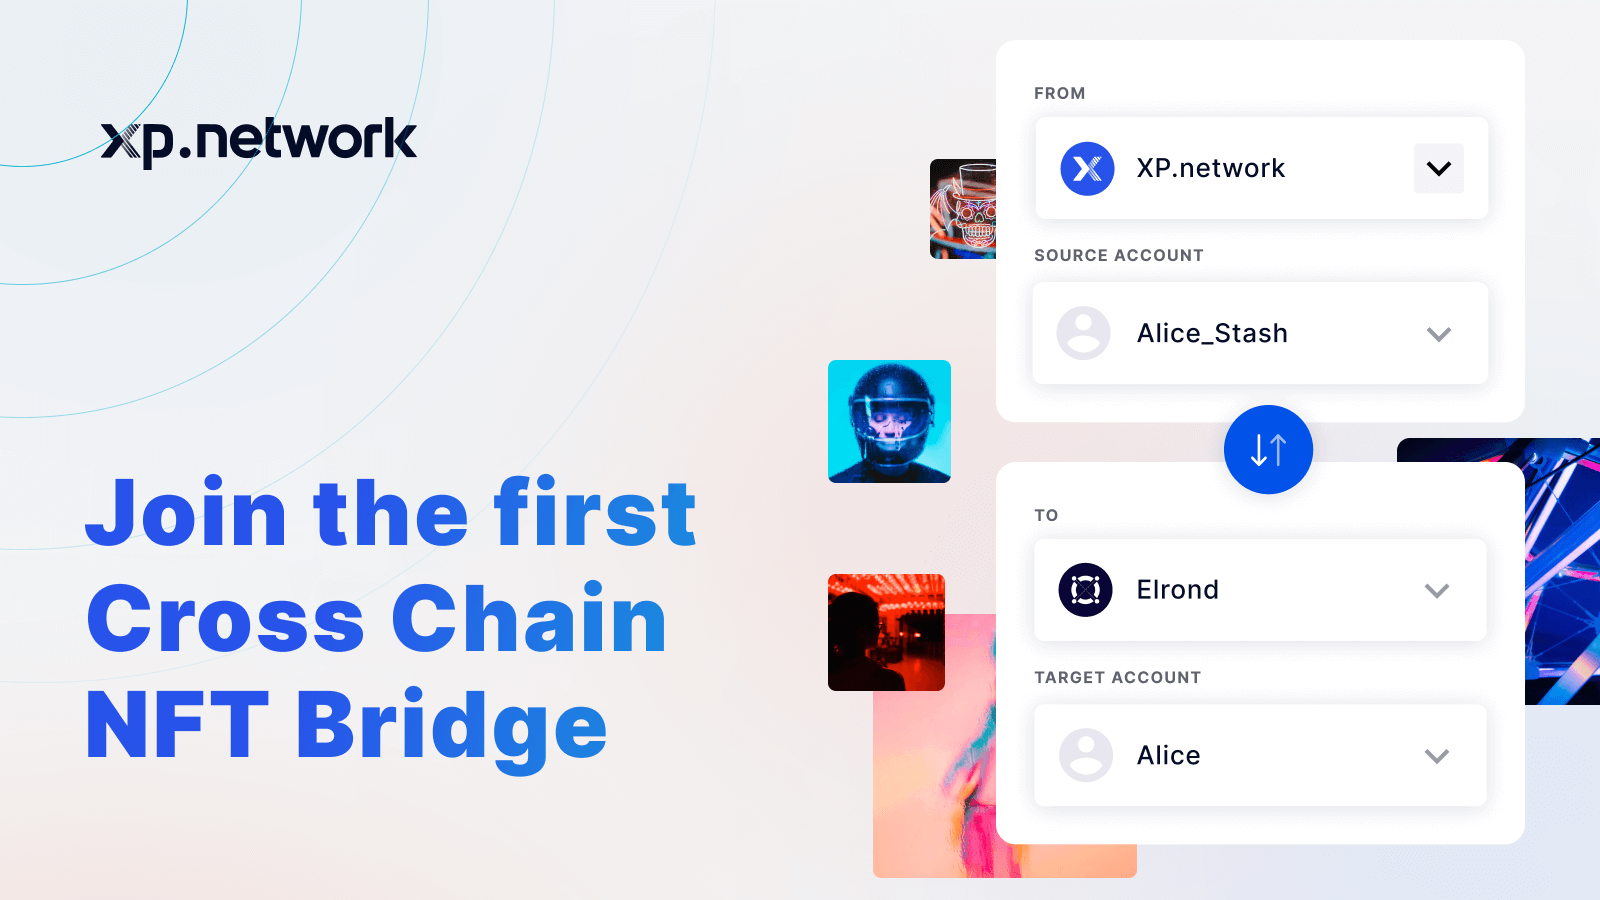 xp.network
Join the first
Cross Chain
NFT Bridge
FROM
XP.network
SOURCE ACCOUNT
Alice_Stash
TO
Elrond
TARGET ACCOUNT
Alice